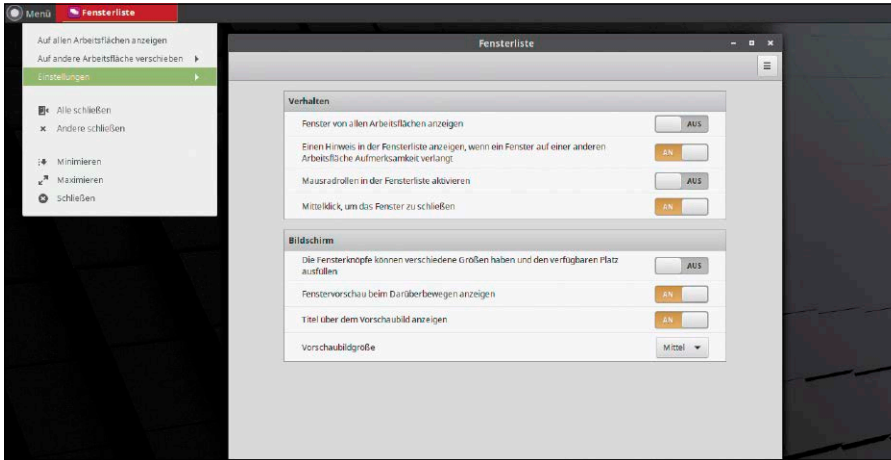 Menü
Fensterliste
Auf allen Arbeitsflächen anzeigen
Auf andere Arbeitsfläche verschieben
Einstellungen
Alle schließen
Andere schließen
Minimieren
Maximieren
Schließen
Fensterliste
Verhalten
Fenster von allen Arbeitsflächen anzeigen
AUS
Einen Hinweis in der Fensterliste anzeigen, wenn ein Fenster auf einer anderen
Arbeitsfläche Aufmerksamkeit verlangt
AN
Mausradrollen in der Fensterliste aktivieren
AUS
Mittelklick, um das Fenster zu schließen
AN
Bildschirm
Die Fensterknöpfe können verschiedene Größen haben und den verfügbaren Platz
ausfüllen
AUS
Fenstervorschau beim Darüberbewegen anzeigen
AN
Titel über dem Vorschaubild anzeigen
AN
Vorschaubildgröße
Mittel